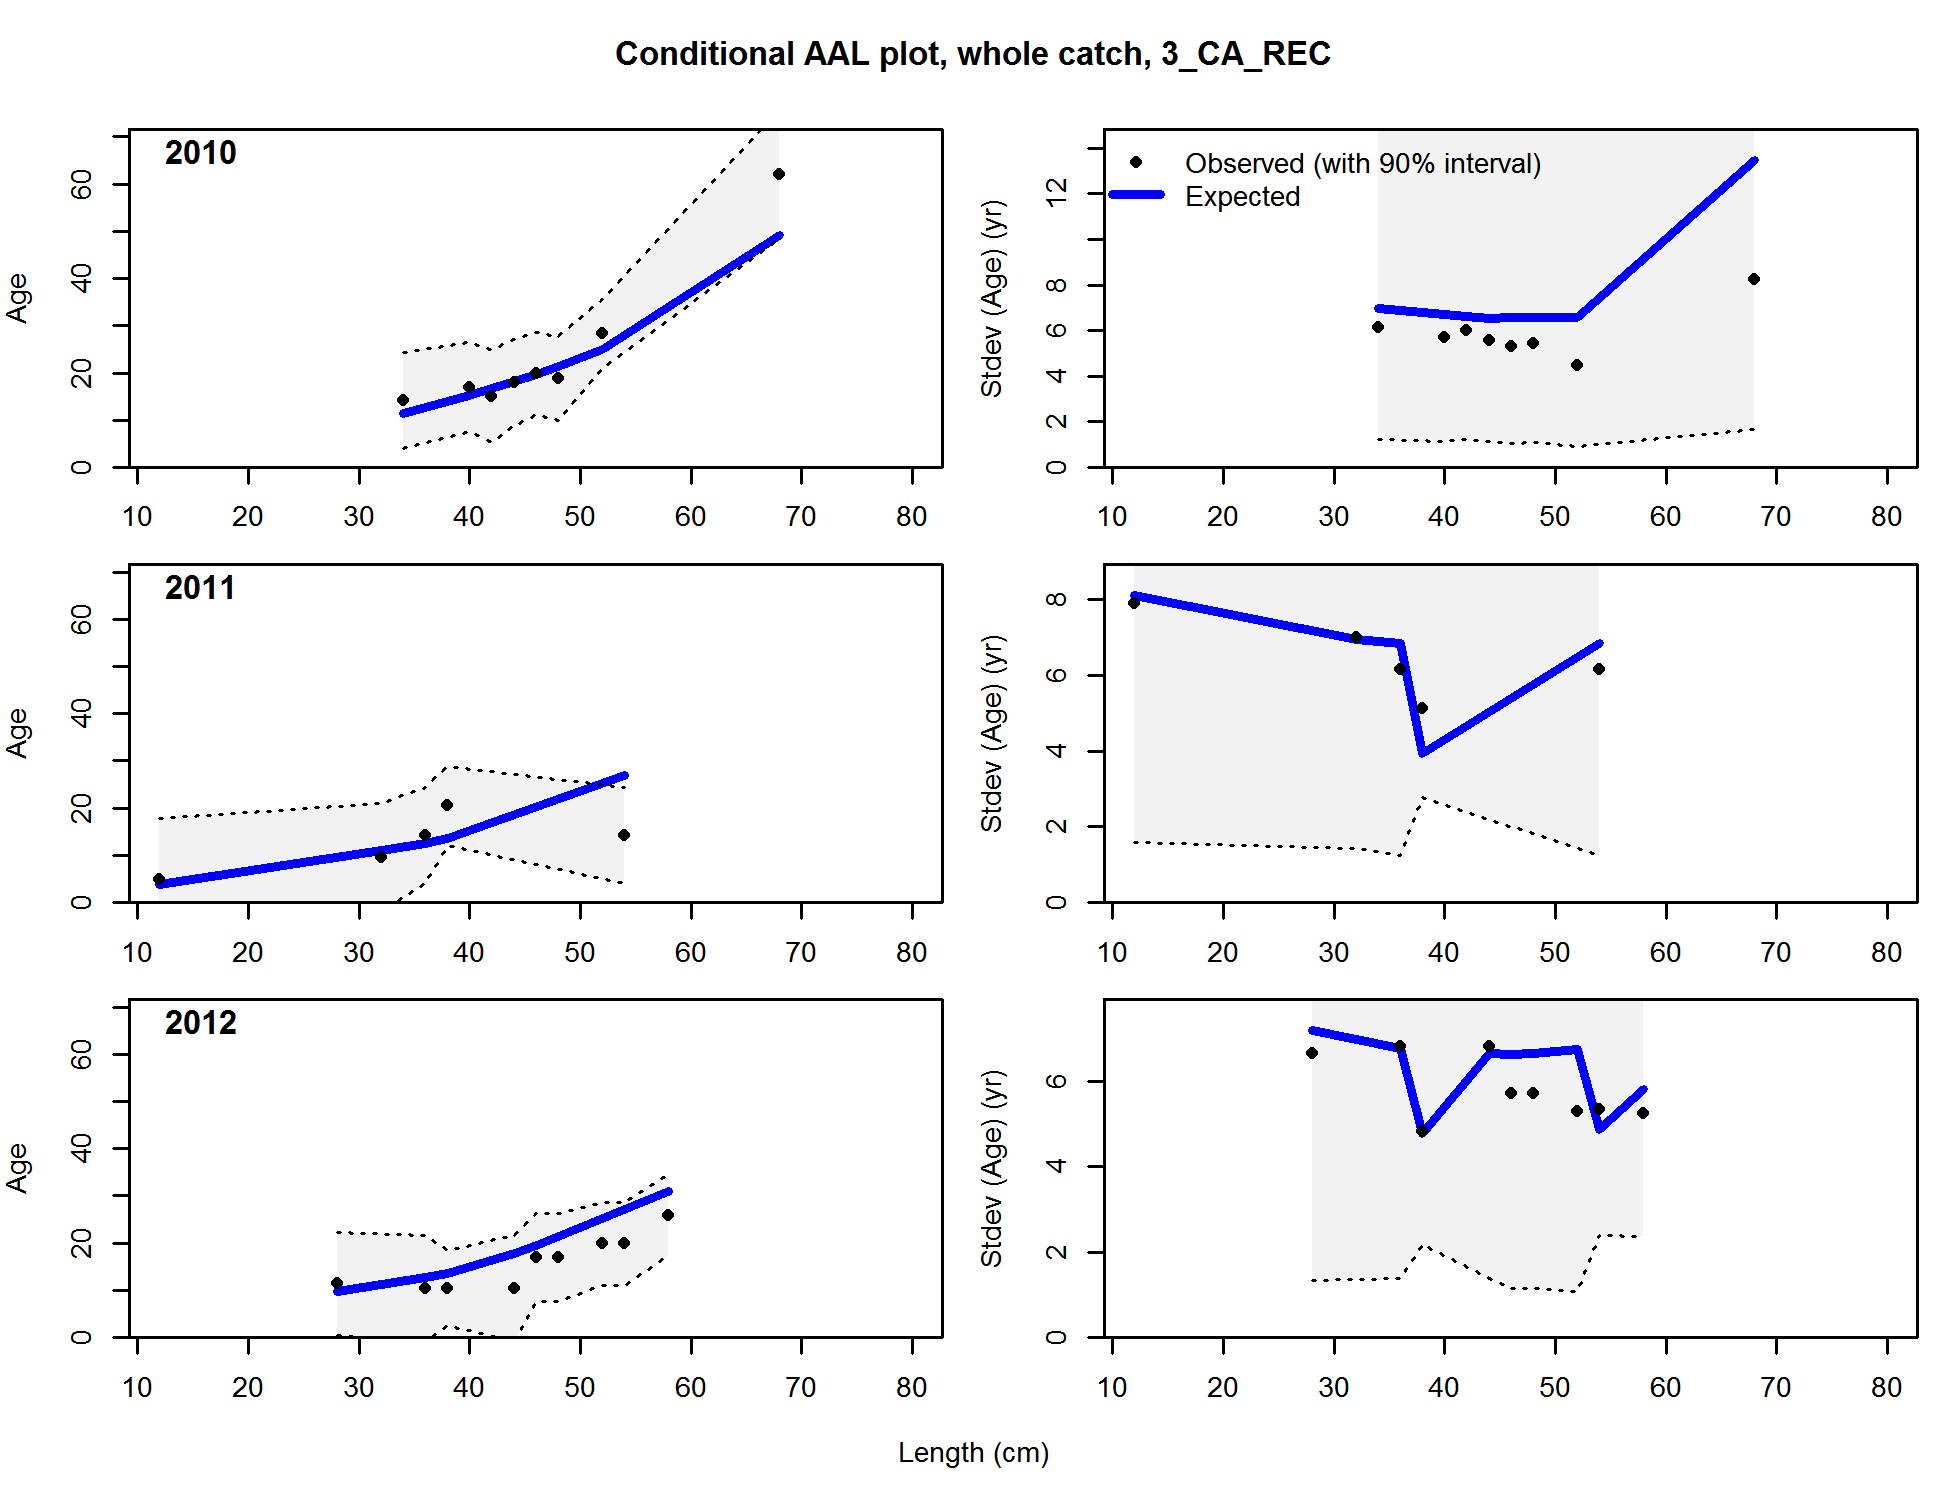 Conditional AAL plot, whole catch, 3_CA_REC
2010
Age
0 20 40 60
10 20 30 40 50 60 70 80
Observed (with 90% interval)
Expected
Stdev (Age) (yr)
0 2 4 6 8 12
10 20 30 40 50 60 70 80
2011
Age
0 20 40 60
10 20 30 40 50 60 70 80
Stdev (Age) (yr)
0 2 4 6 8
10 20 30 40 50 60 70 80
2012
Age
0 20 40 60
10 20 30 40 50 60 70 80
Stdev (Age) (yr)
0 2 4 6
10 20 30 40 50 60 70 80
Length (cm)